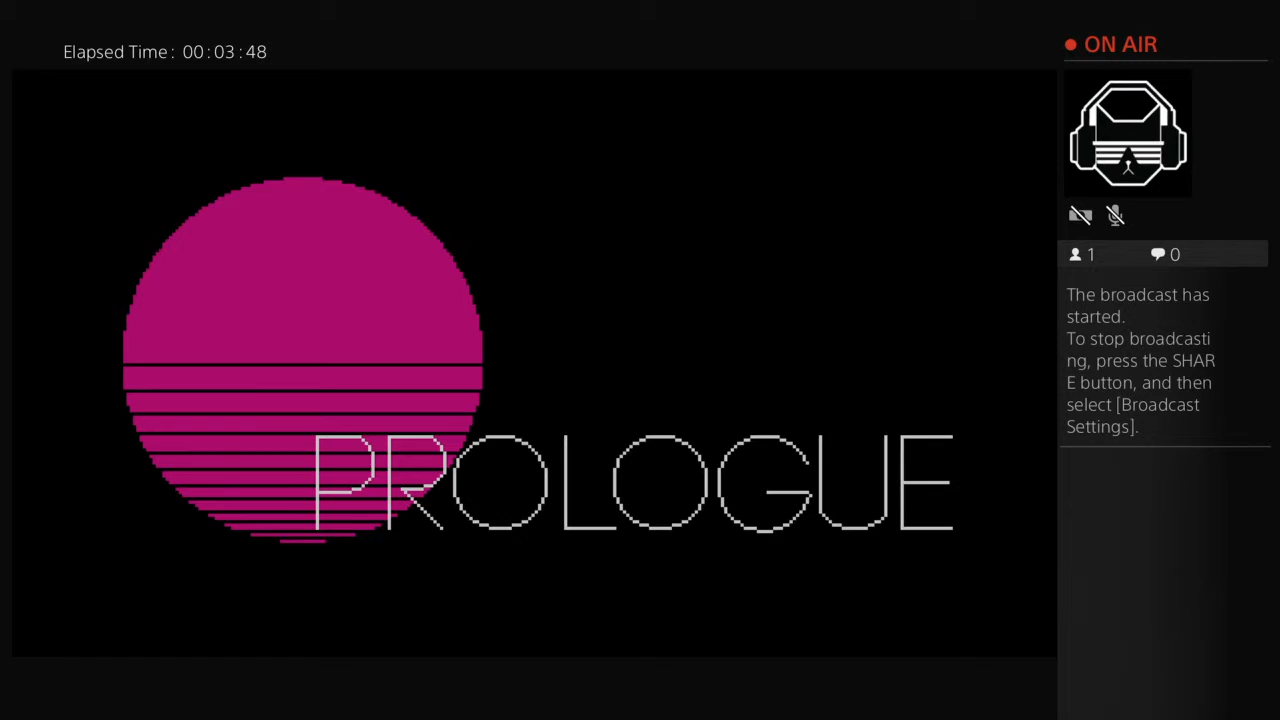 Elapsed Time: 00:03:48
ON AIR
1 0
The broadcast has
started.
To stop broadcasti
ng, press the SHAR
E button, and then
select [Broadcast
Settings].
PROLOGUE